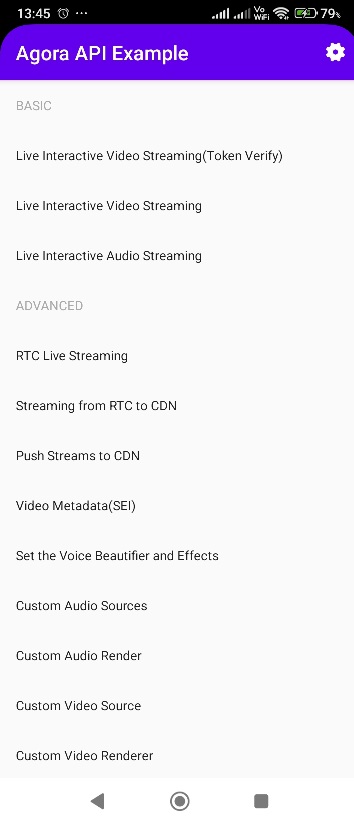 13:45
Vo
WiFi
79%
Agora API Example
BASIC
Live Interactive Video Streaming(Token Verify)
Live Interactive Video Streaming
Live Interactive Audio Streaming
ADVANCED
RTC Live Streaming
Streaming from RTC to CDN
Push Streams to CDN
Video Metadata(SEI)
Set the Voice Beautifier and Effects
Custom Audio Sources
Custom Audio Render
Custom Video Source
Custom Video Renderer